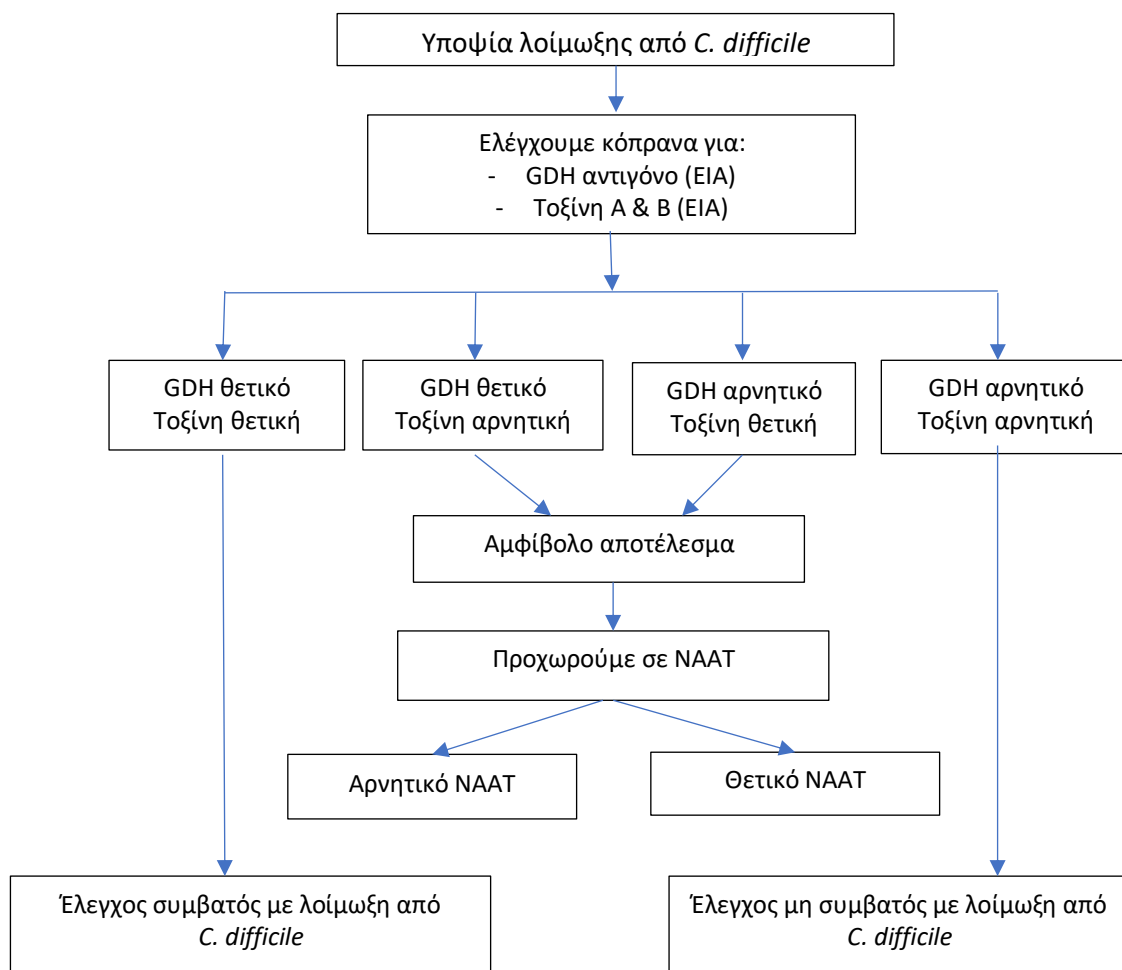 Υποψία λοίμωξης από C. difficile
Ελέγχουμε κόπρανα για:
- GDH αντιγόνο (EIA)
- Τοξίνη A & B (EIA)
GDH θετικό
Τοξίνη θετική
GDH θετικό
Τοξίνη αρνητική
GDH αρνητικό
Τοξίνη θετική
GDH αρνητικό
Τοξίνη αρνητική
Αμφίβολο αποτέλεσμα
Προχωρούμε σε NAAT
Αρνητικό NAAT
Θετικό NAAT
Έλεγχος συμβατός με λοίμωξη από
C. difficile
Έλεγχος μη συμβατός με λοίμωξη από
C. difficile